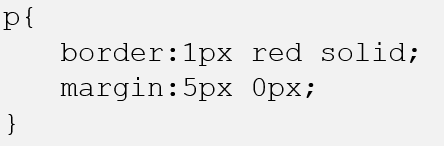 p{
    border:1px red solid;
    margin:5px 0px;
}